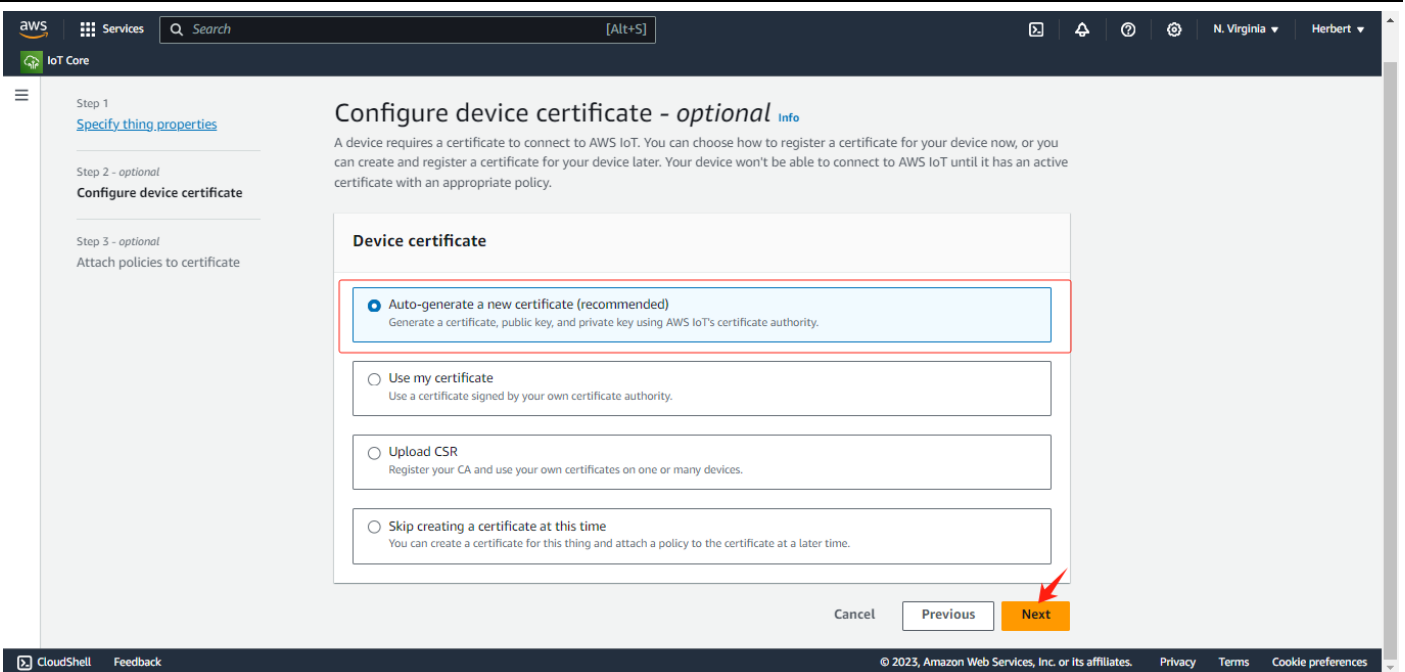 aws
Services
Search
[Alt+S]
N. Virginia
Herbert
IoT Core
Step 1
Specify thing properties
Step 2 - optional
Configure device certificate
Step 3 - optional
Attach policies to certificate
Configure device certificate - optional Info
A device requires a certificate to connect to AWS IoT. You can choose how to register a certificate for your device now, or you
can create and register a certificate for your device later. Your device won't be able to connect to AWS IoT until it has an active
certificate with an appropriate policy.
Device certificate
Auto-generate a new certificate (recommended)
Generate a certificate, public key, and private key using AWS IoT's certificate authority.
Use my certificate
Use a certificate signed by your own certificate authority.
Upload CSR
Register your CA and use your own certificates on one or many devices.
Skip creating a certificate at this time
You can create a certificate for this thing and attach a policy to the certificate at a later time.
Cancel
Previous
Next
CloudShell
Feedback
© 2023, Amazon Web Services, Inc. or its affiliates.
Privacy
Terms
Cookie preferences